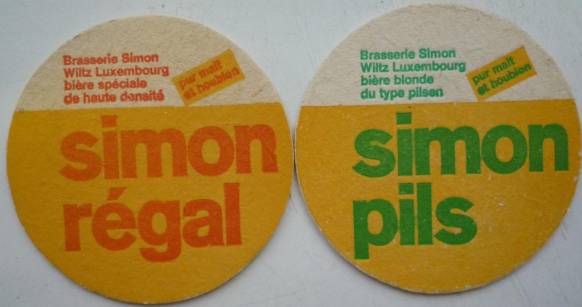 Brasserie Simon
Wiltz Luxembourg
bière spéciale
de haute densité
pur malt
et houblon
simon
régal
Brasserie Simon
Wiltz Luxembourg
bière blonde
du type pilsen
pur malt
et houblon
simon
pils